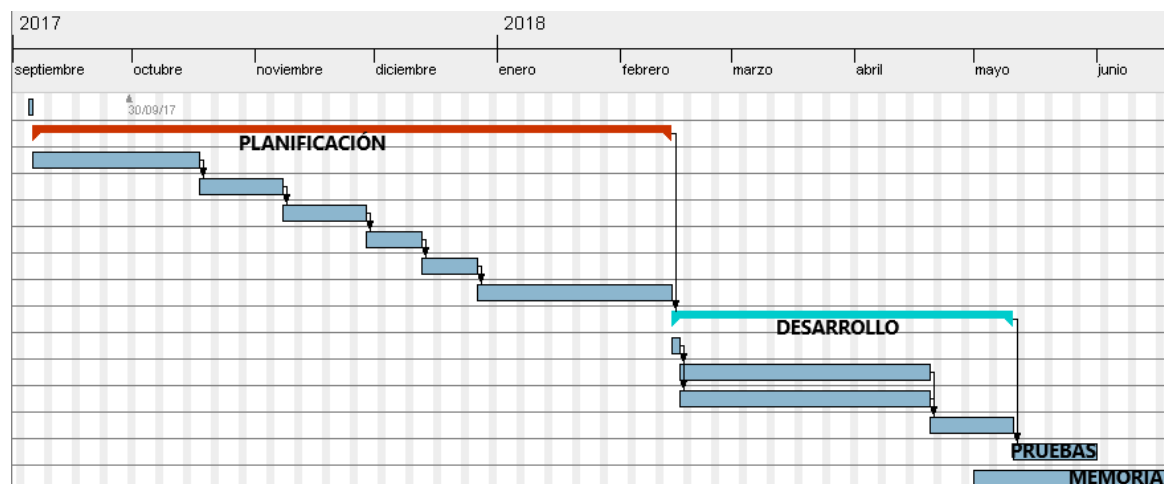 2017 2018
septiembre octubre noviembre diciembre enero febrero marzo abril mayo junio
30/09/17
PLANIFICACIÓN
DESARROLLO
PRUEBAS
MEMORIA